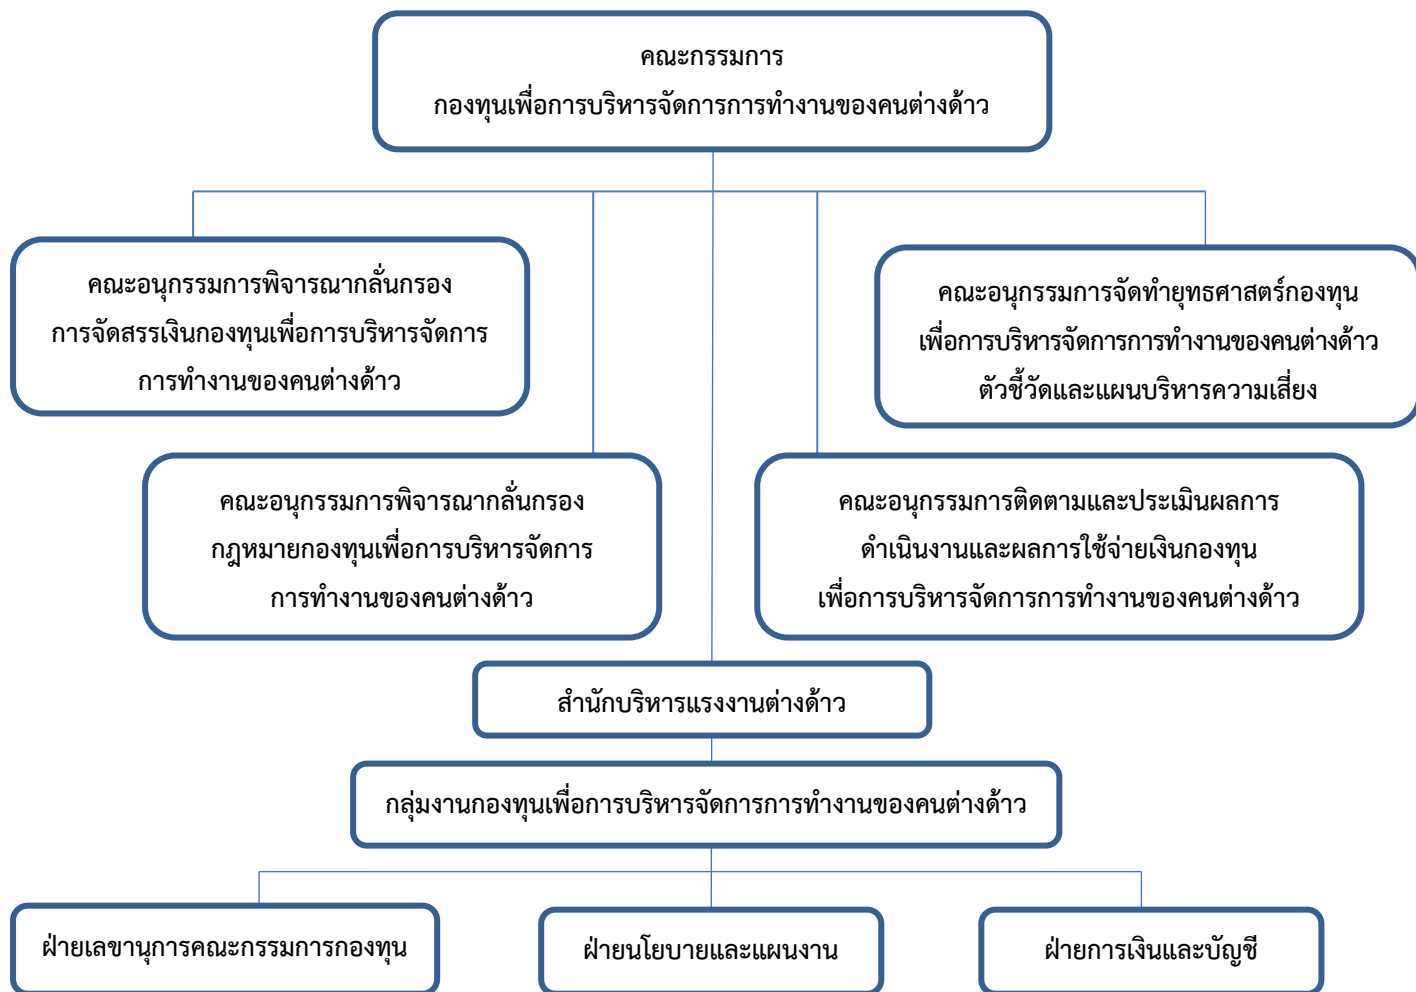 คณะกรรมการ
กองทุนเพื่อการบริหารจัดการการทำงานของคนต่างด้าว
คณะอนุกรรมการพิจารณากลั่นกรอง
การจัดสรรเงินกองทุนเพื่อการบริหารจัดการ
การทำงานของคนต่างด้าว
คณะอนุกรรมการจัดทำยุทธศาสตร์กองทุน
เพื่อการบริหารจัดการการทำงานของคนต่างด้าว
ตัวชี้วัดและแผนบริหารความเสี่ยง
คณะอนุกรรมการพิจารณากลั่นกรอง
กฎหมายกองทุนเพื่อการบริหารจัดการ
การทำงานของคนต่างด้าว
คณะอนุกรรมการติดตามและประเมินผลการ
ดำเนินงานและผลการใช้จ่ายเงินกองทุน
เพื่อการบริหารจัดการการทำงานของคนต่างด้าว
สำนักบริหารแรงงานต่างด้าว
กลุ่มงานกองทุนเพื่อการบริหารจัดการการทำงานของคนต่างด้าว
ฝ่ายเลขานุการคณะกรรมการกองทุน
ฝ่ายนโยบายและแผนงาน
ฝ่ายการเงินและบัญชี